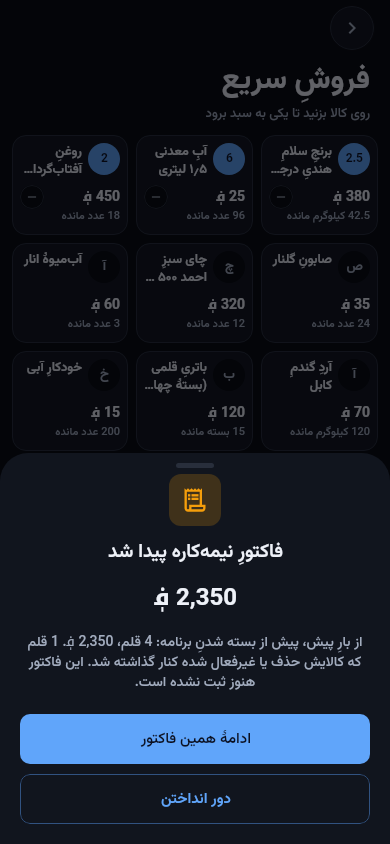 فروشِ سریع
روی کالا بزنید تا یکی به سبد برود
2.5
برنجِ سلامِ
هندیِ درجـ…
380 ؋
42.5 کیلوگرم مانده
6
آبِ معدنی
۱٫۵ لیتری
25 ؋
96 عدد مانده
2
روغنِ
آفتاب‌گردا…
450 ؋
18 عدد مانده
ص
صابونِ گلنار
35 ؋
24 عدد مانده
چ
چای سبزِ
احمد ۵۰۰ …
320 ؋
12 عدد مانده
آ
آب‌میوهٔ انار
60 ؋
3 عدد مانده
آ
آردِ گندمِ
کابل
70 ؋
120 کیلوگرم مانده
ب
باتریِ قلمی
(بستهٔ چها…
120 ؋
15 بسته مانده
خ
خودکارِ آبی
15 ؋
200 عدد مانده
فاکتورِ نیمه‌کاره پیدا شد
2,350 ؋
از بارِ پیش، پیش از بسته شدنِ برنامه: 4 قلم، 2,350 ؋. 1 قلم
که کالایش حذف یا غیرفعال شده کنار گذاشته شد. این فاکتور
هنوز ثبت نشده است.
ادامهٔ همین فاکتور
دور انداختن